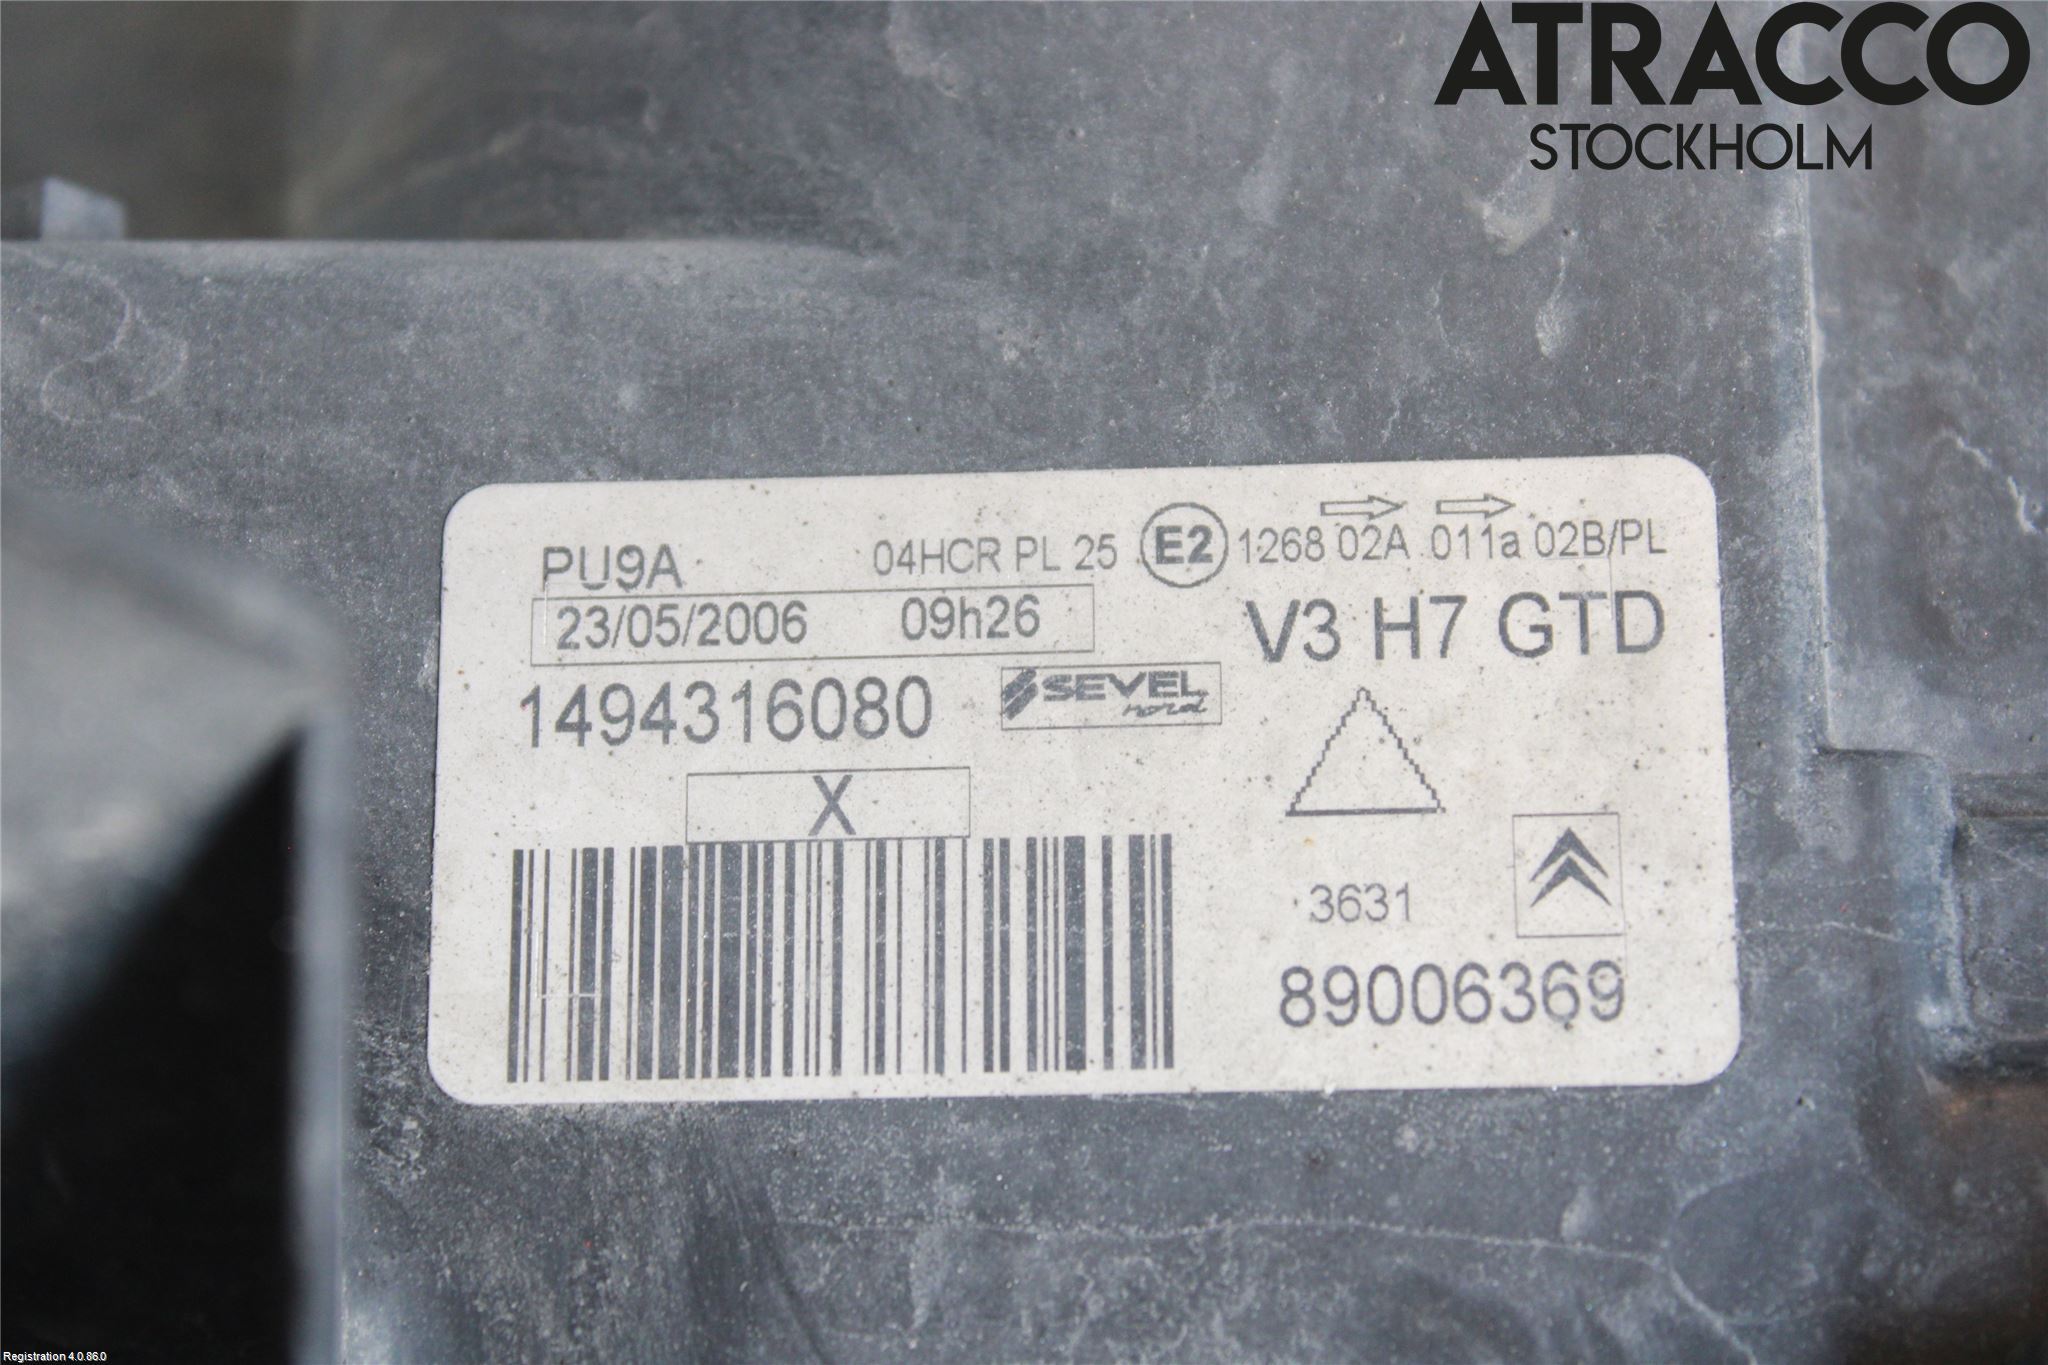 ATRACCO
STOCKHOLM
PU9A 04HCR PL 25 E2 1268 02A 011a 02B/PL
23/05/2006 09h26 V3 H7 GTD
1494316080 SEVEL nord
X
3631
89006369
Registration 4.0.86.0